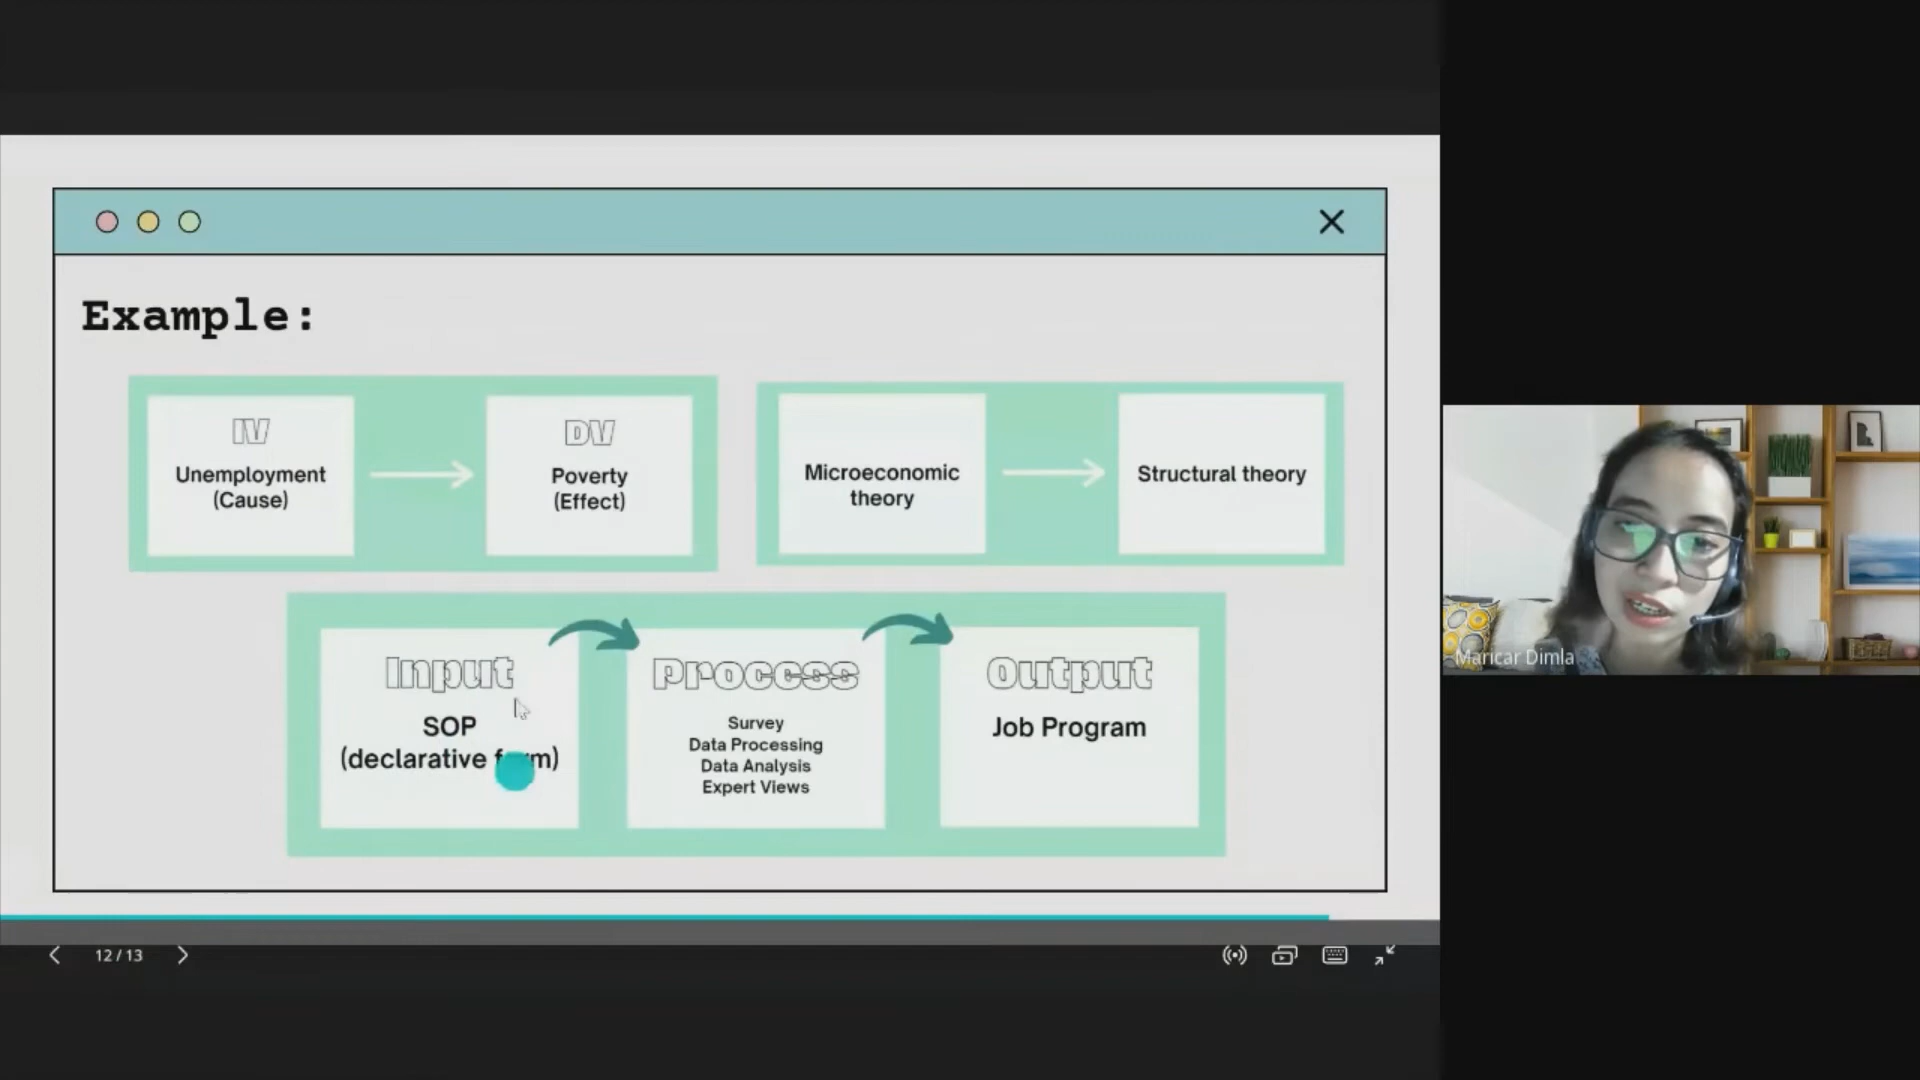 Example:
IV
Unemployment
(Cause)
DV
Poverty
(Effect)
Microeconomic
theory
Structural theory
Input
SOP
(declarative form)
Process
Survey
Data Processing
Data Analysis
Expert Views
Output
Job Program
Maricar Dimla
12 / 13